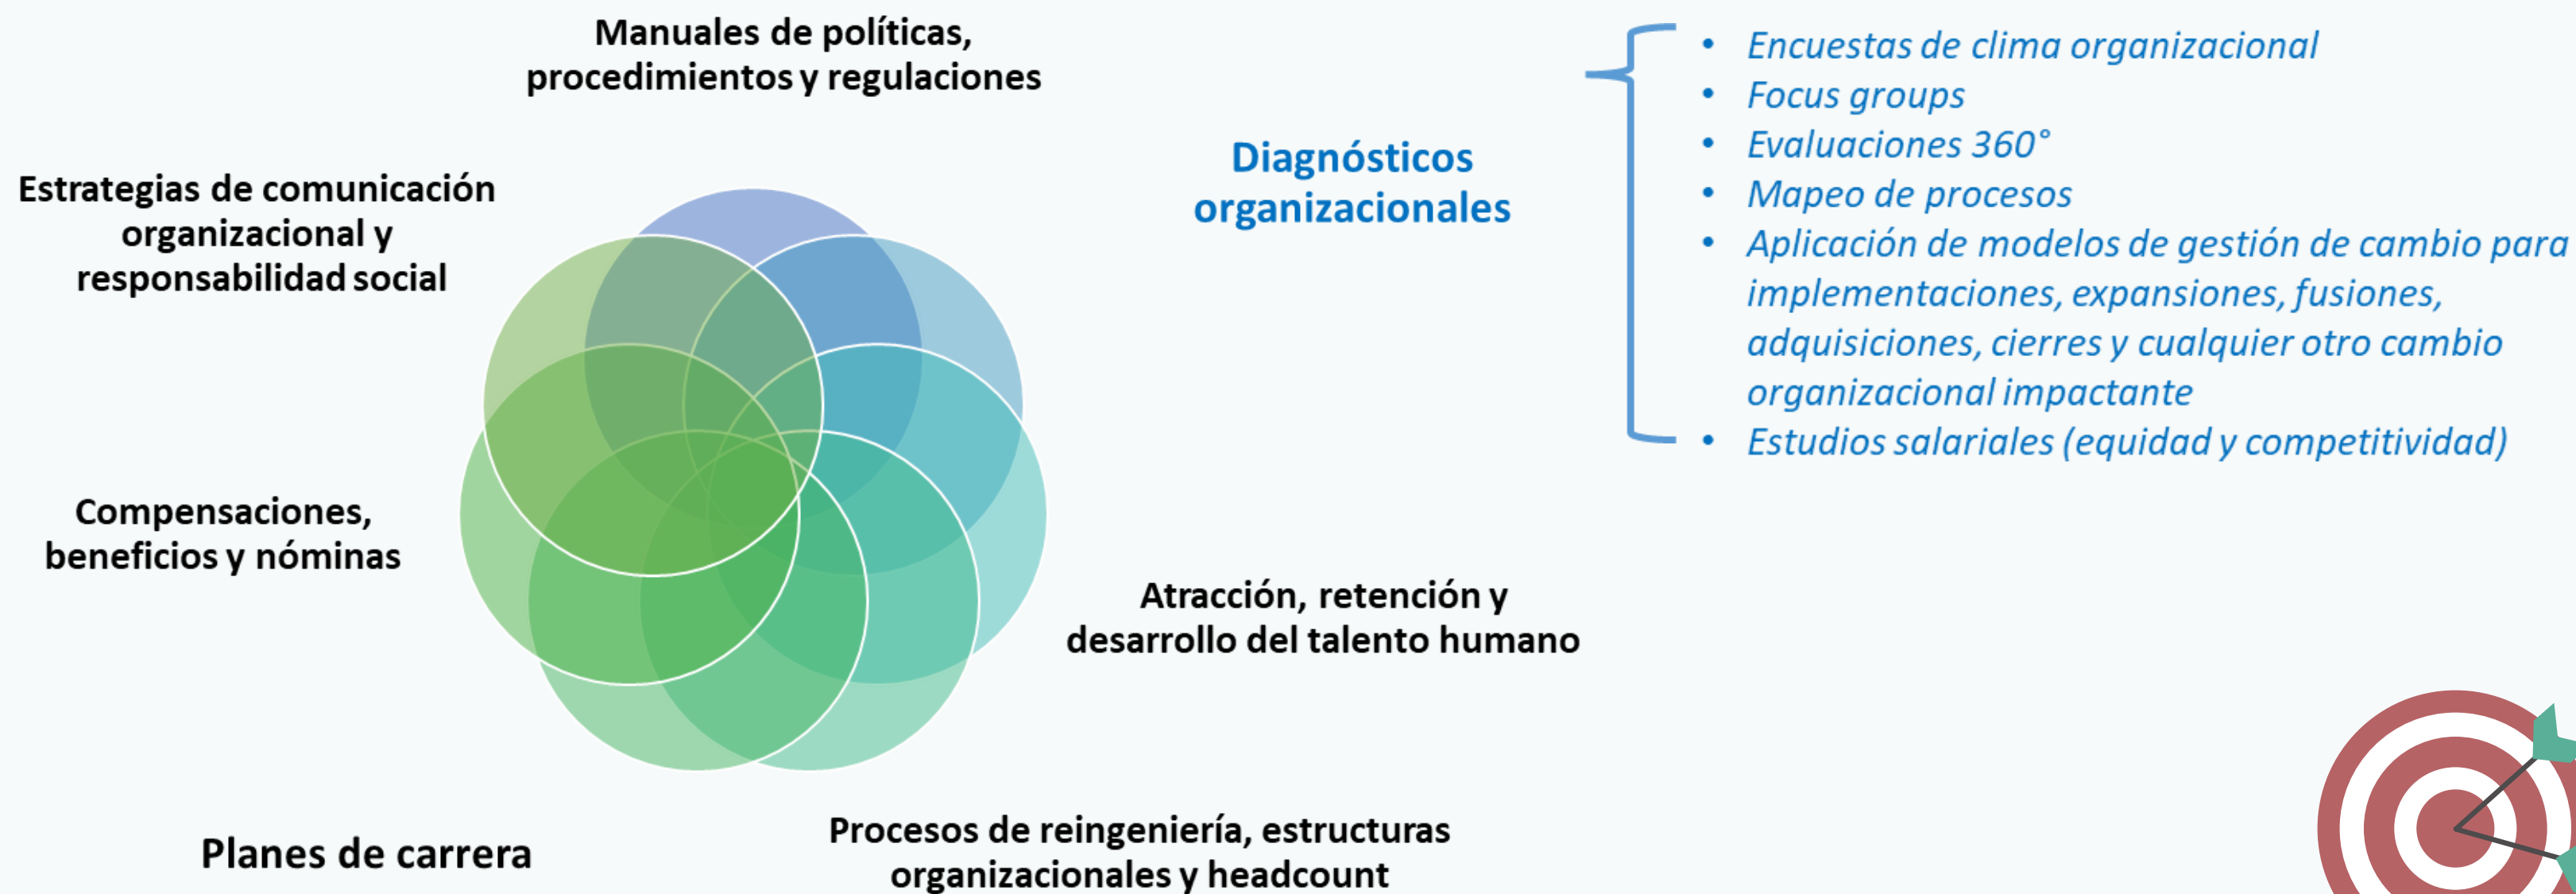 Manuales de políticas,
procedimientos y regulaciones
Diagnósticos
organizacionales
• Encuestas de clima organizacional
• Focus groups
• Evaluaciones 360°
• Mapeo de procesos
• Aplicación de modelos de gestión de cambio para
implementaciones, expansiones, fusiones,
adquisiciones, cierres y cualquier otro cambio
organizacional impactante
• Estudios salariales (equidad y competitividad)
Atracción, retención y
desarrollo del talento humano
Procesos de reingeniería, estructuras
organizacionales y headcount
Planes de carrera
Compensaciones,
beneficios y nóminas
Estrategias de comunicación
organizacional y
responsabilidad social